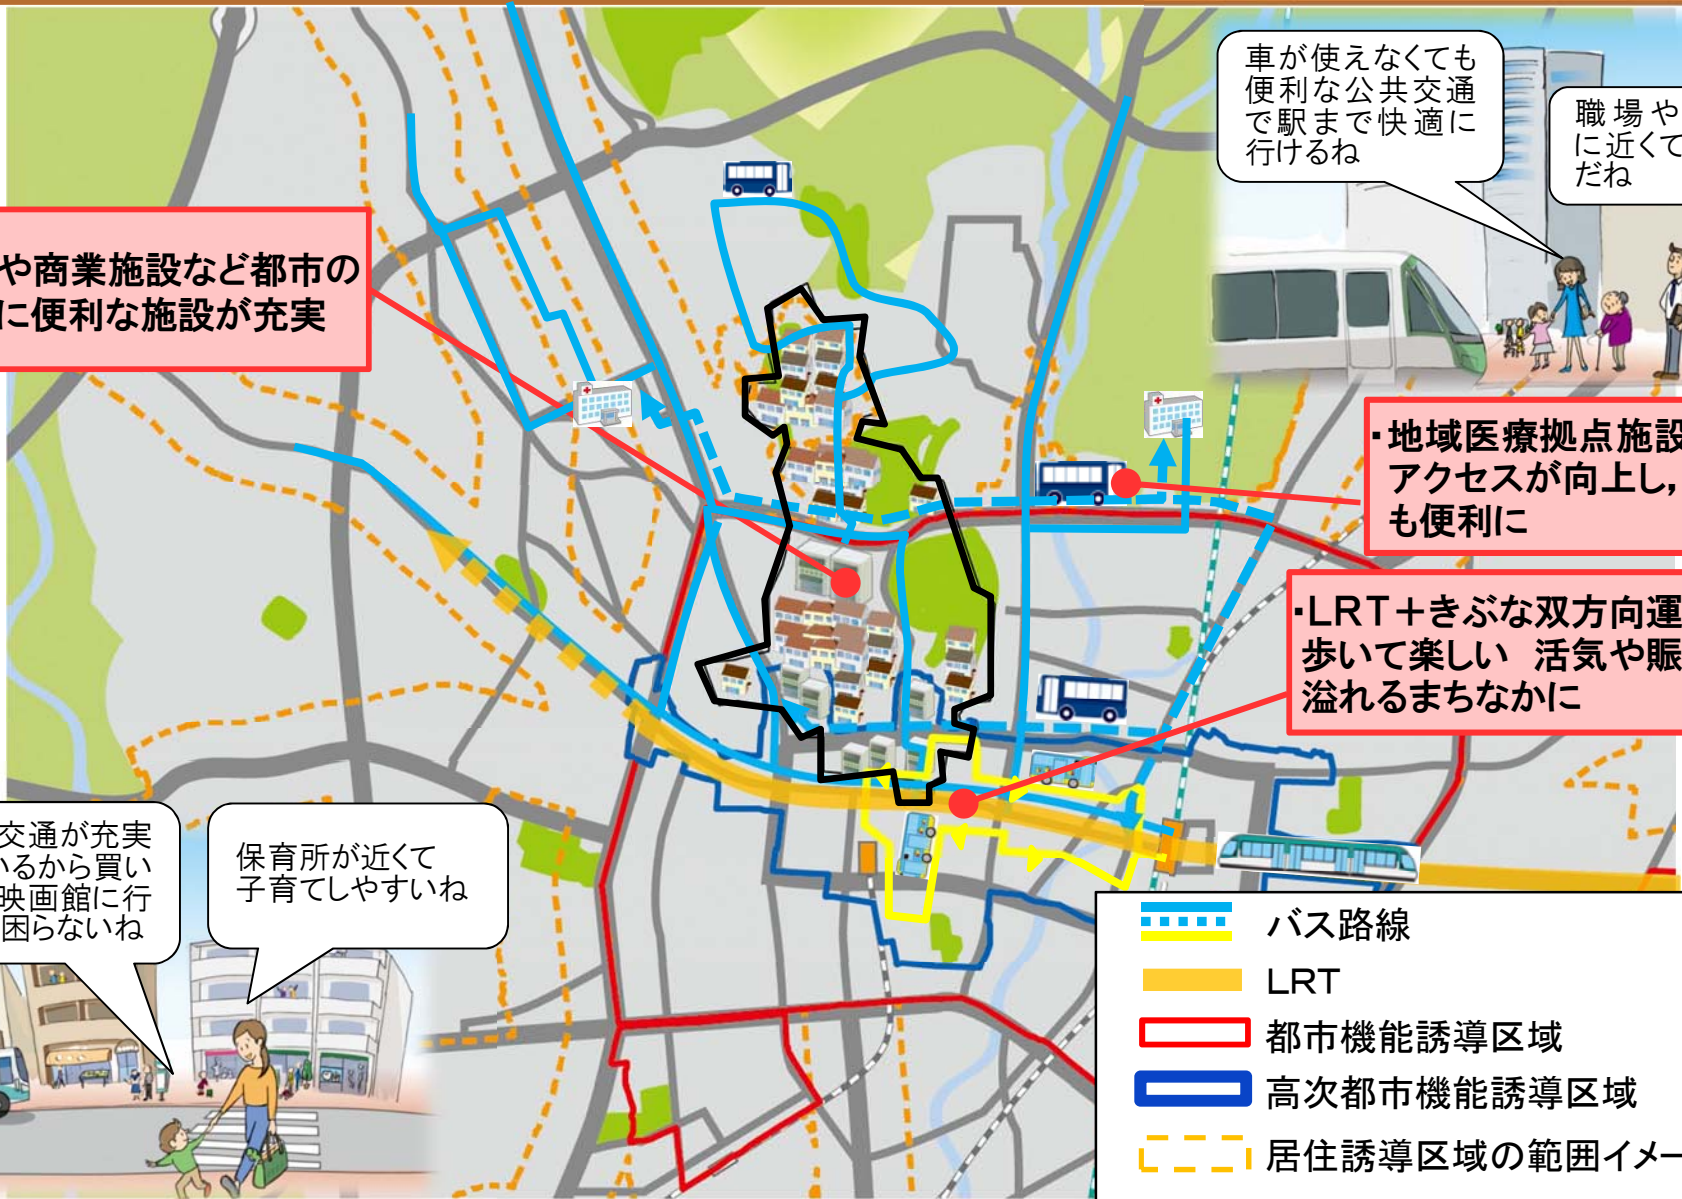 車が使えなくても
便利な公共交通
で駅まで快適に
行けるね
職場や
に近くて
だね
や商業施設など都市の
に便利な施設が充実
・地域医療拠点施設
アクセスが向上し，
も便利に
・LRT＋きぶな双方向運
歩いて楽しい 活気や賑
溢れるまちなかに
交通が充実
いるから買い
映画館に行
困らないね
保育所が近くて
子育てしやすいね
バス路線
LRT
都市機能誘導区域
高次都市機能誘導区域
居住誘導区域の範囲イメー